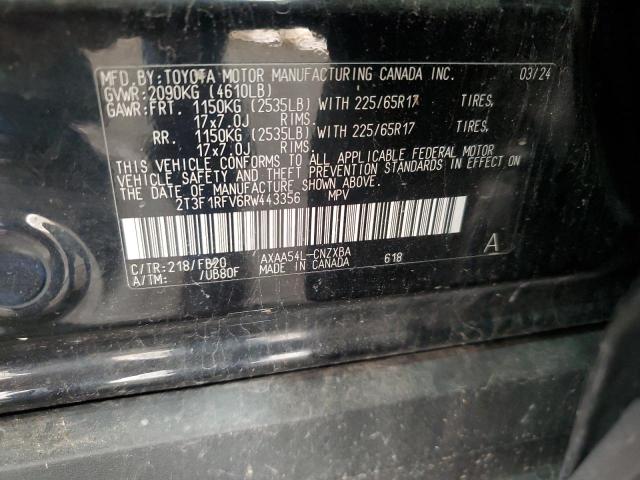 MFD. BY: TOYOTA MOTOR MANUFACTURING CANADA INC. 03/24
GVWR: 2090KG (4610LB)
GAWR: FRT. 1150KG (2535LB) WITH 225/65R17 TIRES,
17x7.0J RIMS.
RR. 1150KG (2535LB) WITH 225/65R17 TIRES,
17x7.0J RIMS.
THIS VEHICLE CONFORMS TO ALL APPLICABLE FEDERAL MOTOR
VEHICLE SAFETY AND THEFT PREVENTION STANDARDS IN EFFECT ON
THE DATE OF MANUFACTURE SHOWN ABOVE.
2T3F1RFV6RW443356 MPV
C/TR: 218/FB20 AXAA54L-CNZXBA 618 A
A/TM: /UB80F MADE IN CANADA